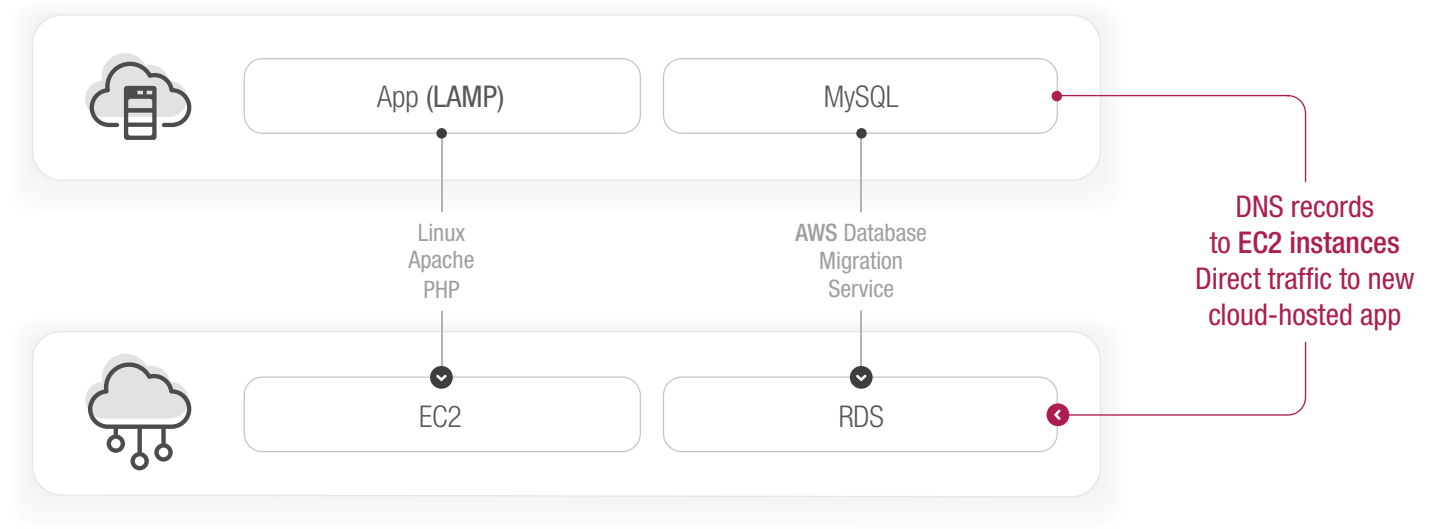 App (LAMP)
MySQL
Linux
Apache
PHP
AWS Database
Migration
Service
DNS records
to EC2 instances
Direct traffic to new
cloud-hosted app
EC2
RDS